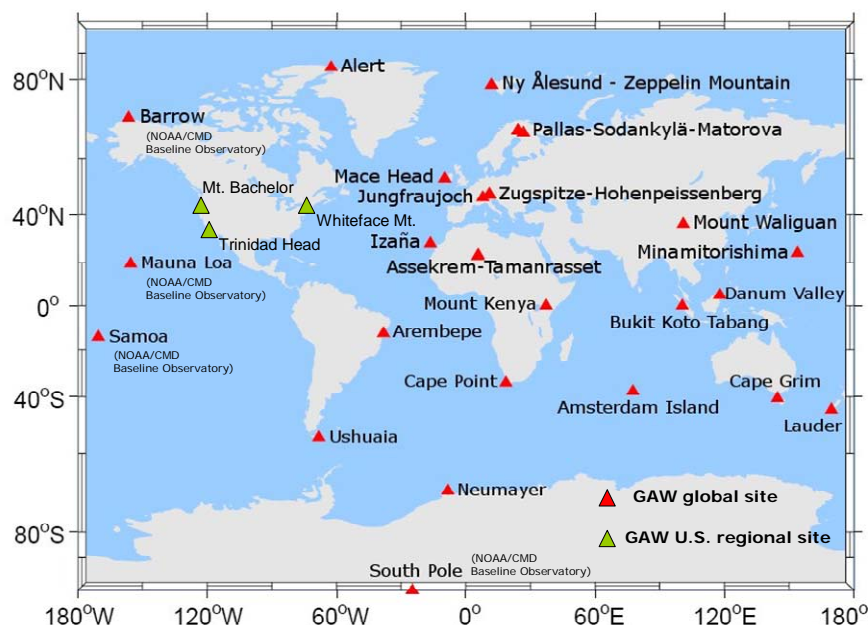 80°N
Alert
Ny Ålesund - Zeppelin Mountain
Barrow
(NOAA/CMD
Baseline Observatory)
Pallas-Sodankylä-Matorova
Mt. Bachelor
Mace Head
Jungfraujoch
Zugspitze-Hohenpeissenberg
40°N
Whiteface Mt.
Mount Waliguan
Trinidad Head
Izaña
Minamitorishima
Mauna Loa
(NOAA/CMD
Baseline Observatory)
Assekrem-Tamanrasset
Danum Valley
0°
Mount Kenya
Bukit Koto Tabang
Samoa
(NOAA/CMD
Baseline Observatory)
Arembepe
Cape Point
Cape Grim
40°S
Amsterdam Island
Lauder
Ushuaia
Neumayer
GAW global site
80°S
GAW U.S. regional site
South Pole
(NOAA/CMD
Baseline Observatory)
180°W
120°W
60°W
0°
60°E
120°E
180°